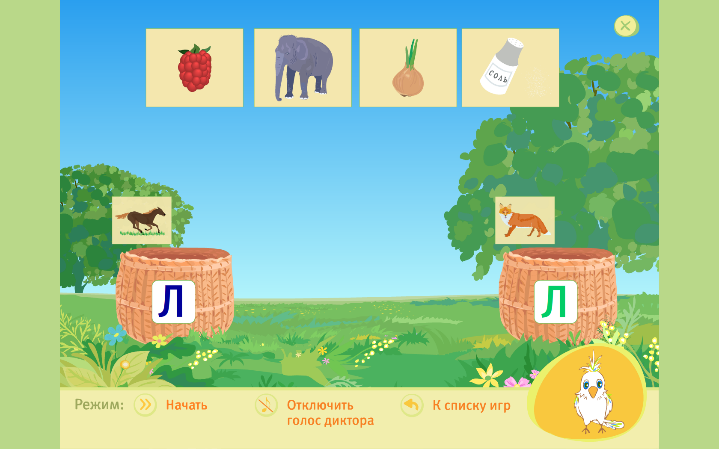 СОЛЬ
Л
Л
Режим:
Начать
Отключить
голос диктора
К списку игр